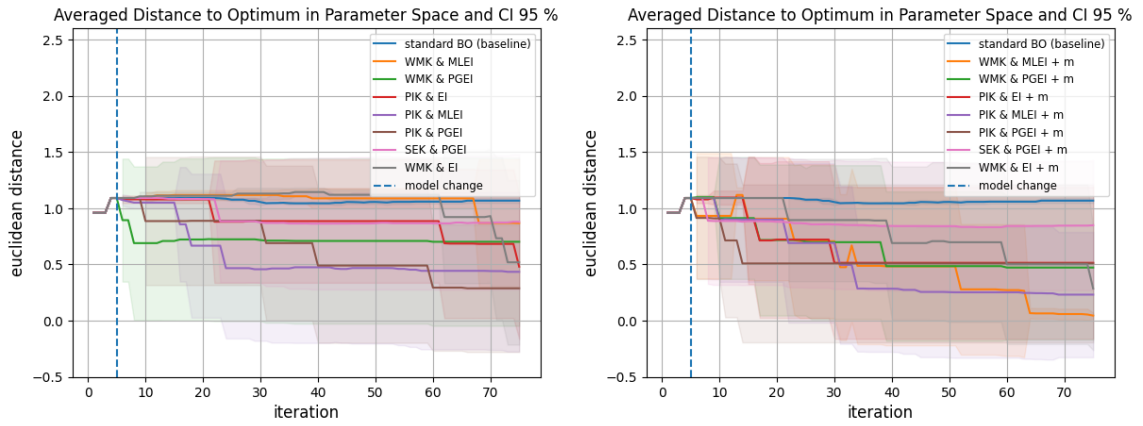 Averaged Distance to Optimum in Parameter Space and CI 95 %
2.5
2.0
1.5
1.0
0.5
0.0
−0.5
euclidean distance
standard BO (baseline)
WMK & MLEI
WMK & PGEI
PIK & EI
PIK & MLEI
PIK & PGEI
SEK & PGEI
WMK & EI
model change
0 10 20 30 40 50 60 70
iteration
Averaged Distance to Optimum in Parameter Space and CI 95 %
2.5
2.0
1.5
1.0
0.5
0.0
−0.5
euclidean distance
standard BO (baseline)
WMK & MLEI + m
WMK & PGEI + m
PIK & EI + m
PIK & MLEI + m
PIK & PGEI + m
SEK & PGEI + m
WMK & EI + m
model change
0 10 20 30 40 50 60 70
iteration